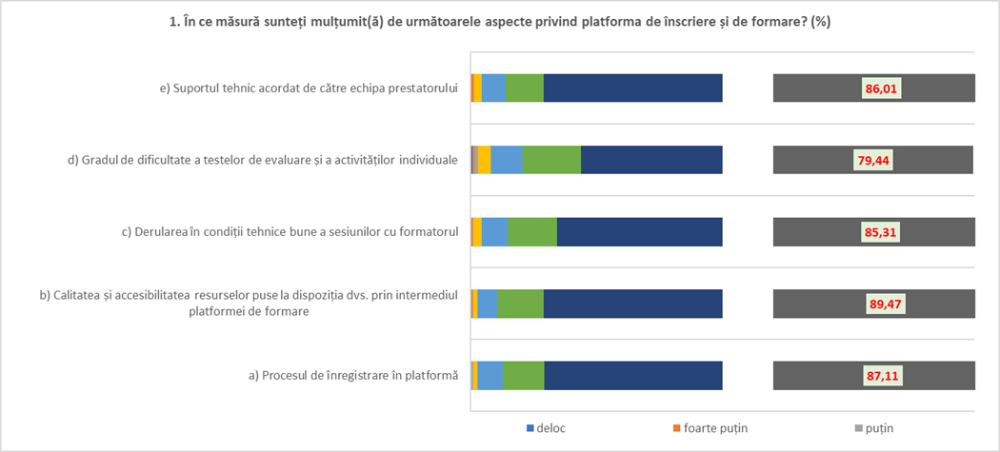 1. În ce măsură sunteți mulțumit(ă) de următoarele aspecte privind platforma de înscriere și de formare? (%)
e) Suportul tehnic acordat de către echipa prestatorului
86,01
d) Gradul de dificultate a testelor de evaluare și a activităților individuale
79,44
c) Derularea în condiții tehnice bune a sesiunilor cu formatorul
85,31
b) Calitatea și accesibilitatea resurselor puse la dispoziția dvs. prin intermediul
platformei de formare
89,47
a) Procesul de înregistrare în platformă
87,11
deloc
foarte puțin
puțin